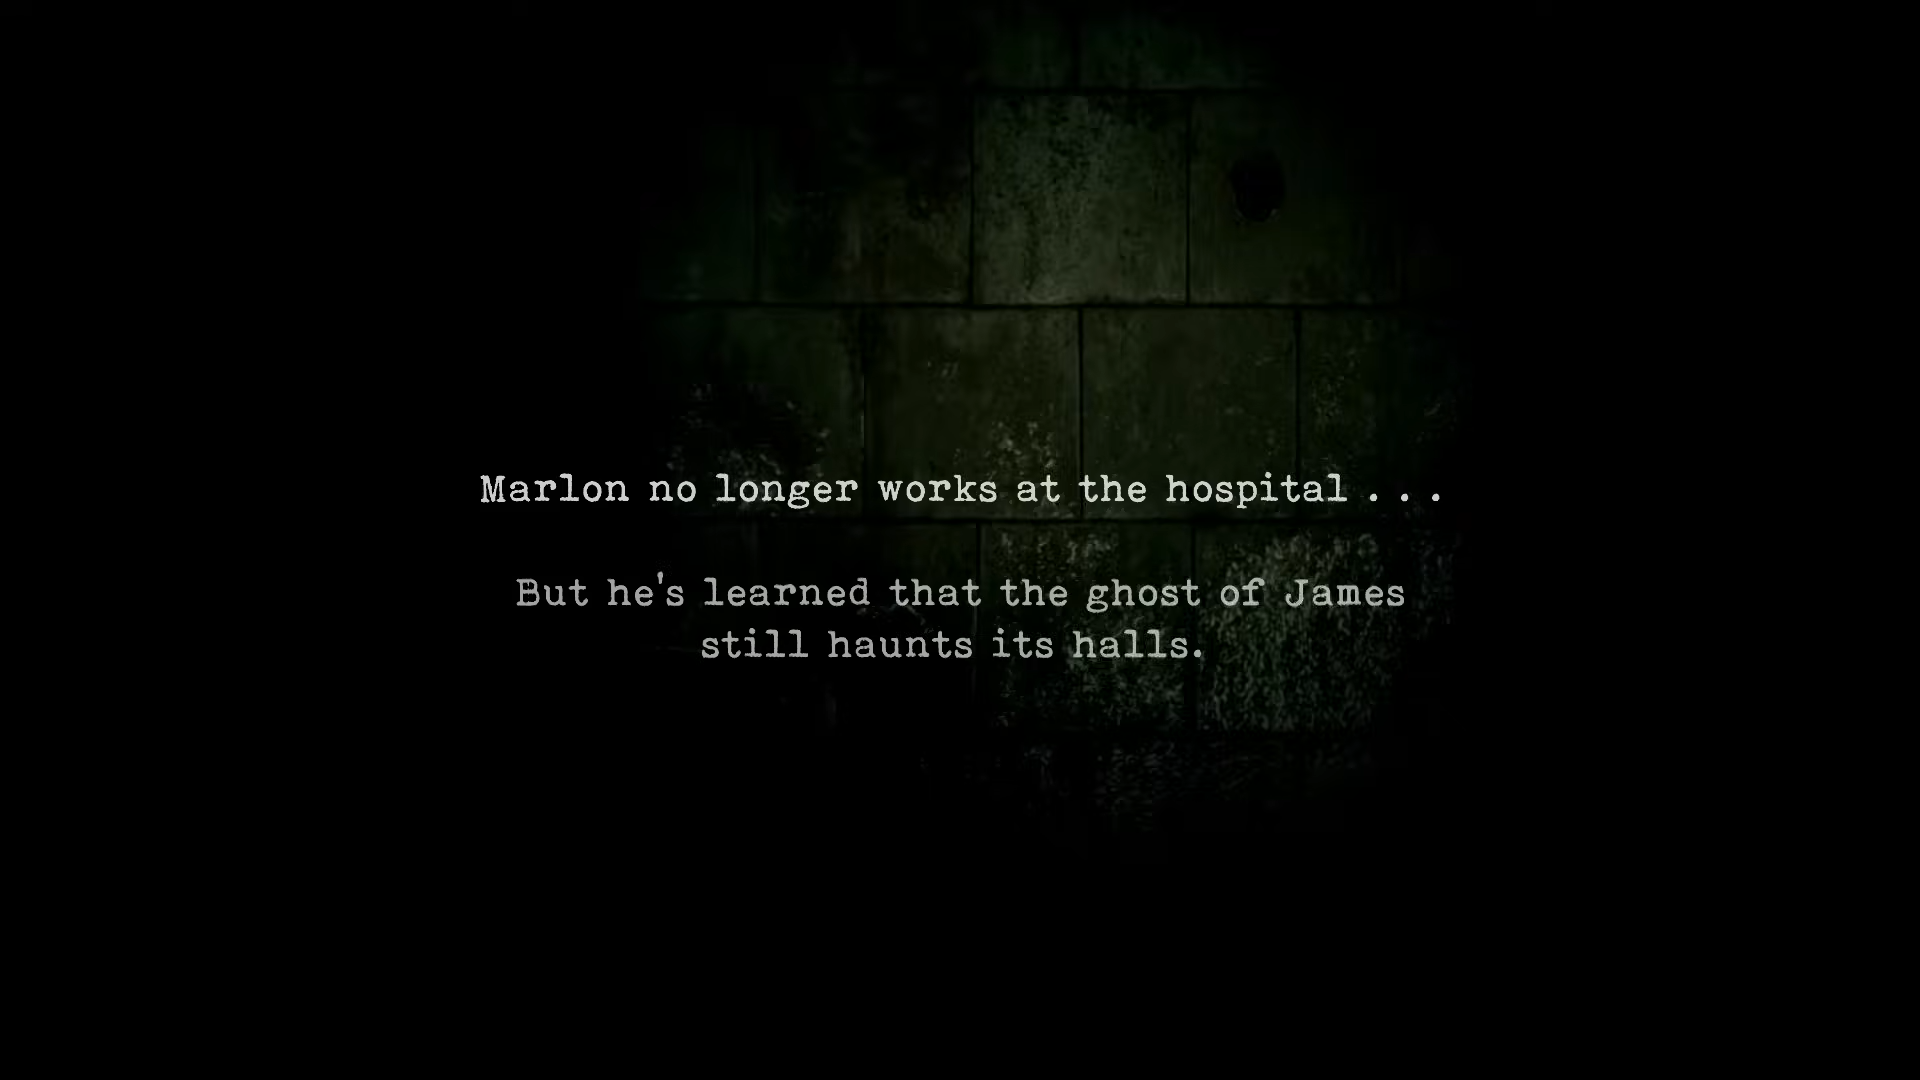 Marlon no longer works at the hospital . . .
But he's learned that the ghost of James
still haunts its halls.